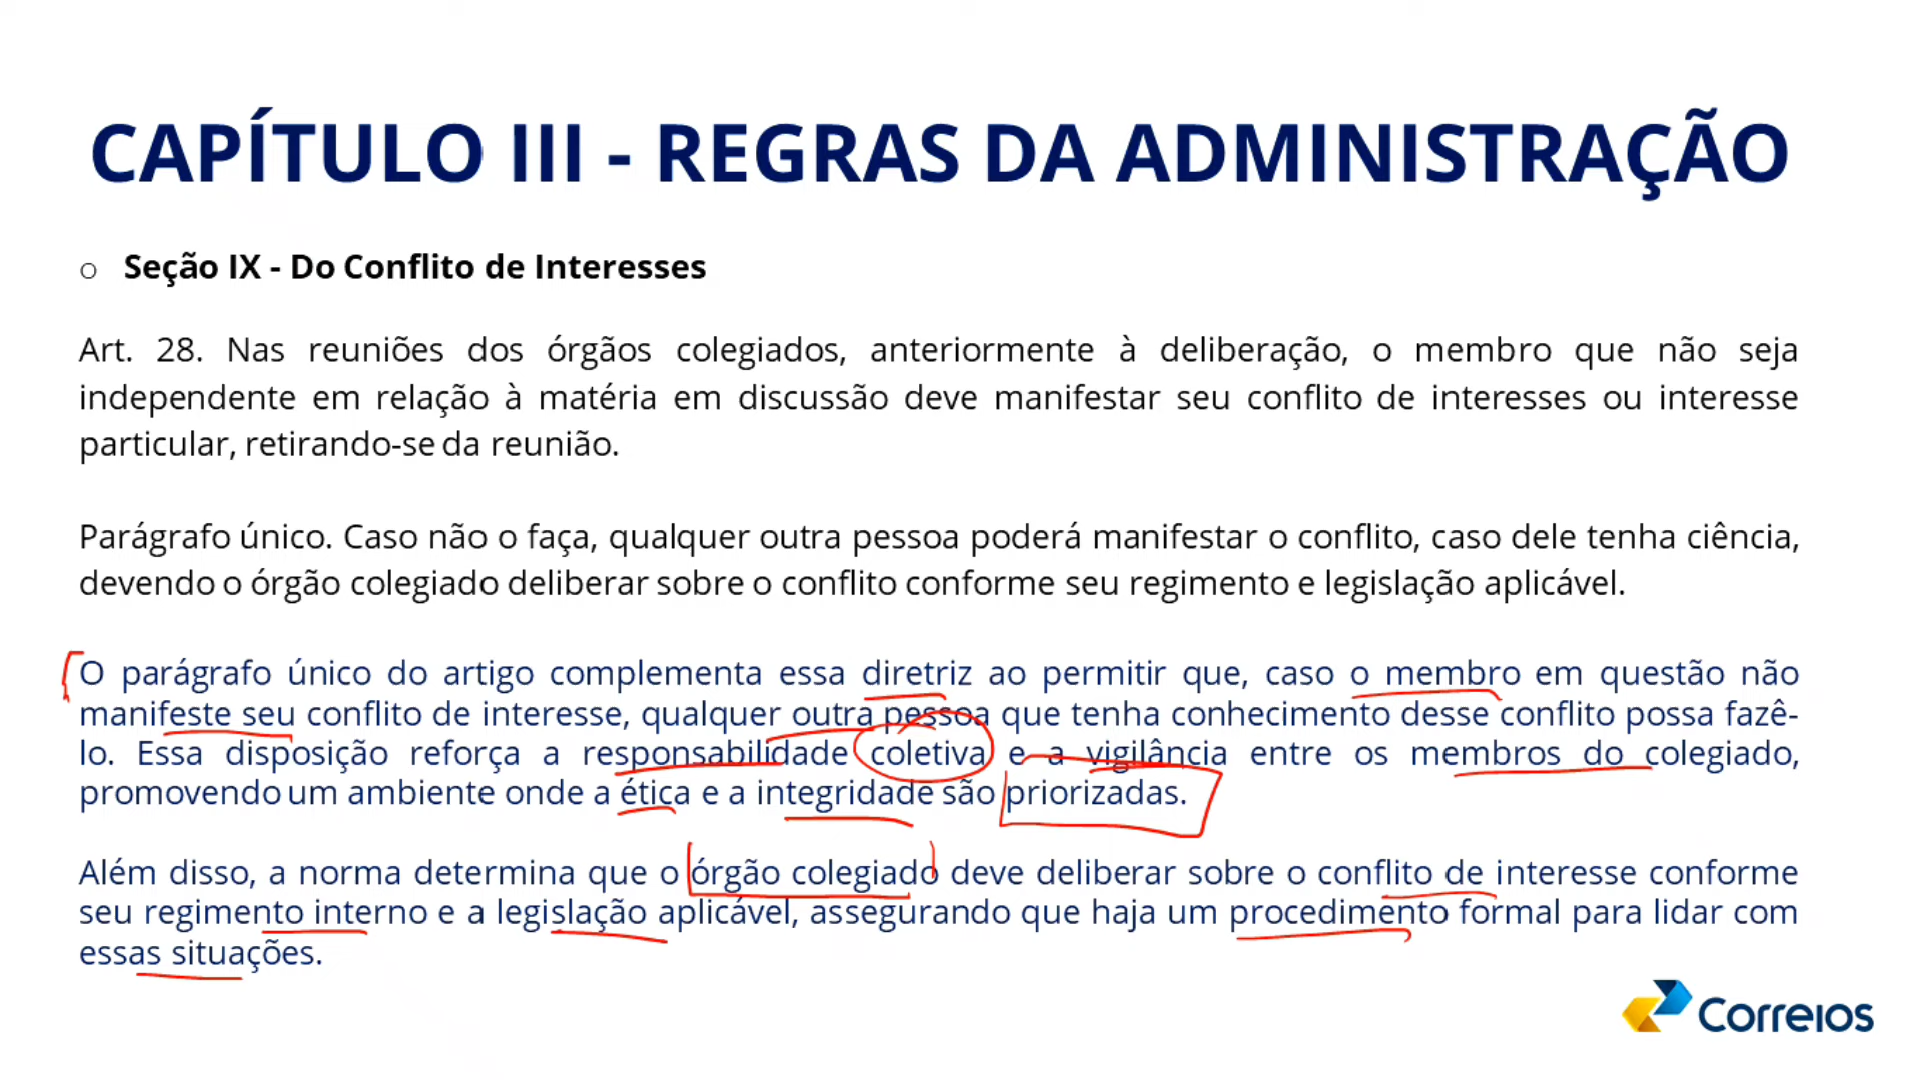 CAPÍTULO III - REGRAS DA ADMINISTRAÇÃO
o Seção IX - Do Conflito de Interesses
Art. 28. Nas reuniões dos órgãos colegiados, anteriormente à deliberação, o membro que não seja
independente em relação à matéria em discussão deve manifestar seu conflito de interesses ou interesse
particular, retirando-se da reunião.
Parágrafo único. Caso não o faça, qualquer outra pessoa poderá manifestar o conflito, caso dele tenha ciência,
devendo o órgão colegiado deliberar sobre o conflito conforme seu regimento e legislação aplicável.
O parágrafo único do artigo complementa essa diretriz ao permitir que, caso o membro em questão não
manifeste seu conflito de interesse, qualquer outra pessoa que tenha conhecimento desse conflito possa fazê-
lo. Essa disposição reforça a responsabilidade coletiva e a vigilância entre os membros do colegiado,
promovendo um ambiente onde a ética e a integridade são priorizadas.
Além disso, a norma determina que o órgão colegiado deve deliberar sobre o conflito de interesse conforme
seu regimento interno e a legislação aplicável, assegurando que haja um procedimento formal para lidar com
essas situações.
Correios